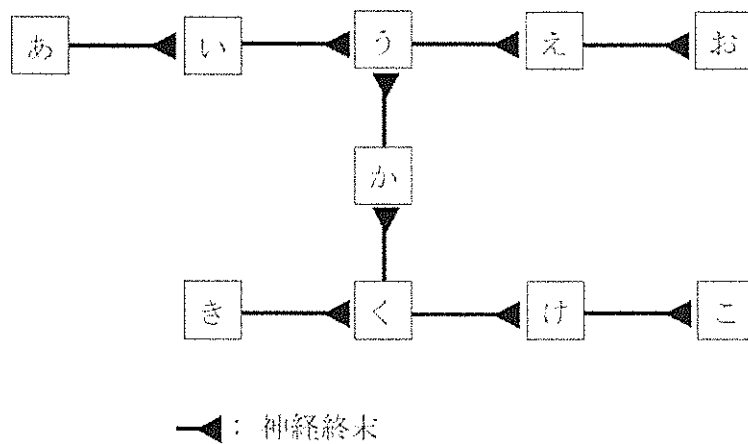 あ い う え お
か
き く け こ
: 神経終末